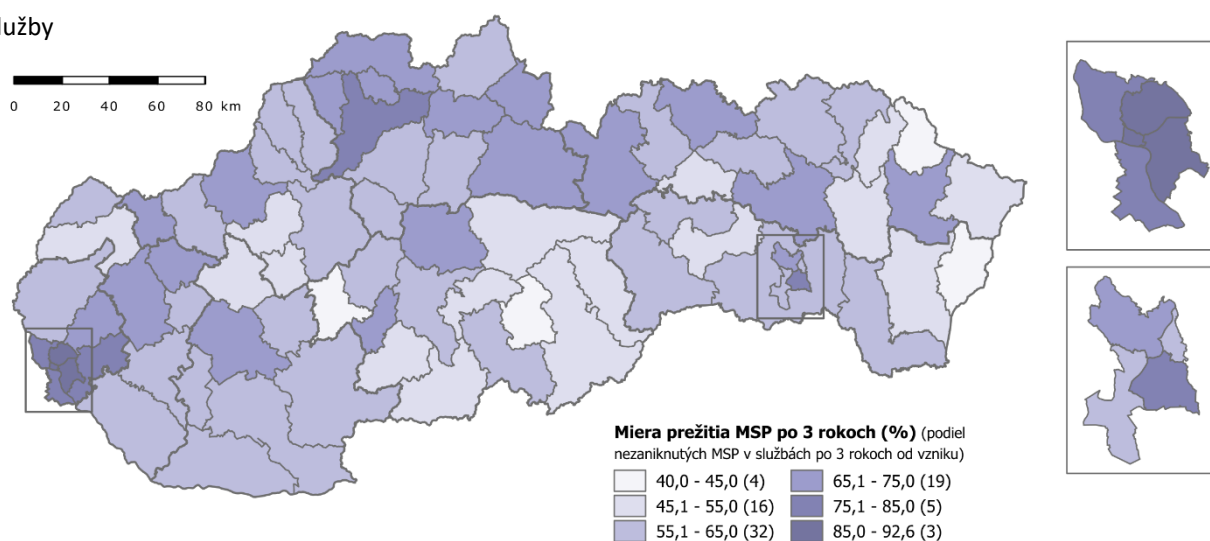 lužby
0 20 40 60 80 km
Miera prežitia MSP po 3 rokoch (%) (podiel
nezaniknutých MSP v službách po 3 rokoch od vzniku)
40,0 - 45,0 (4)
45,1 - 55,0 (16)
55,1 - 65,0 (32)
65,1 - 75,0 (19)
75,1 - 85,0 (5)
85,0 - 92,6 (3)